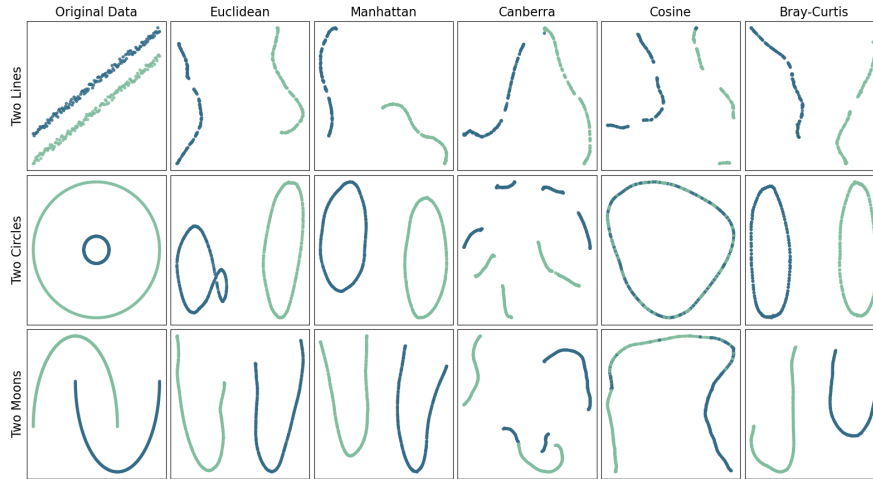 Original Data Euclidean Manhattan Canberra Cosine Bray-Curtis
Two Lines
Two Circles
Two Moons